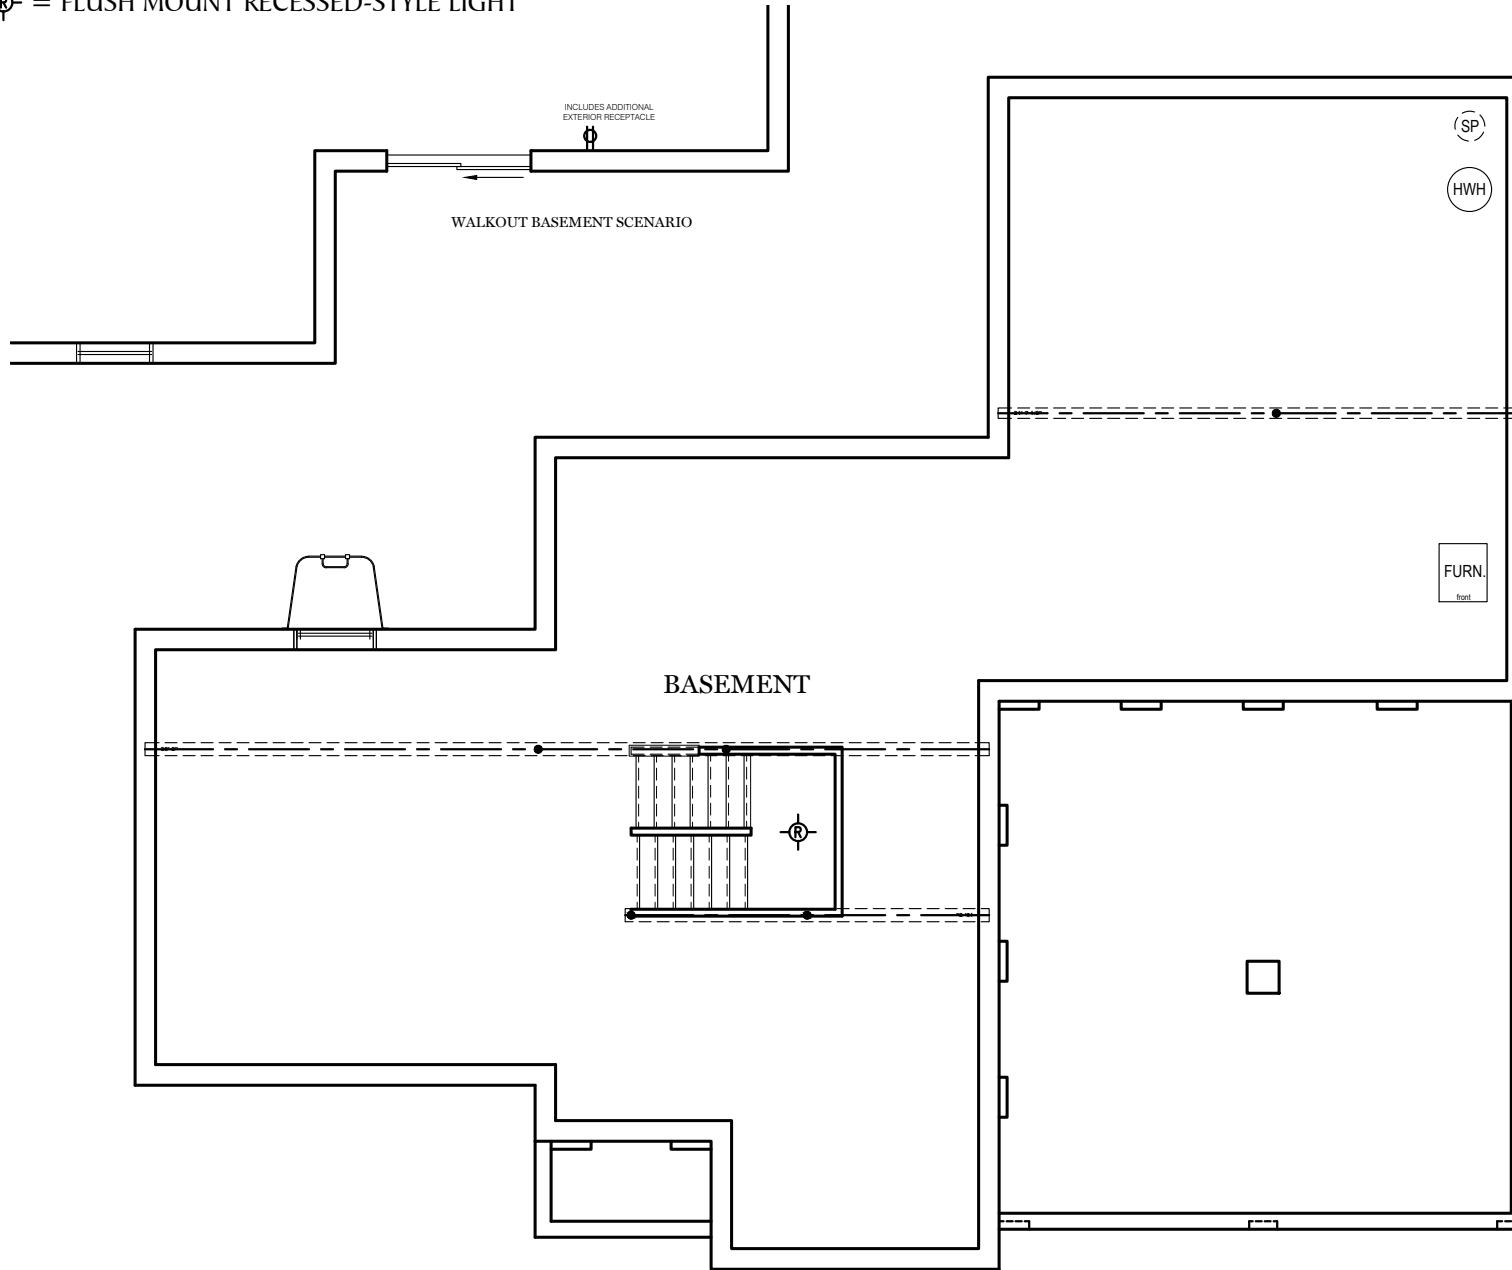 R = FLUSH MOUNT RECESSED-STYLE LIGHT
INCLUDES ADDITIONAL
EXTERIOR RECEPTACLE
WALKOUT BASEMENT SCENARIO
SP
HWH
FURN.
front
BASEMENT
R